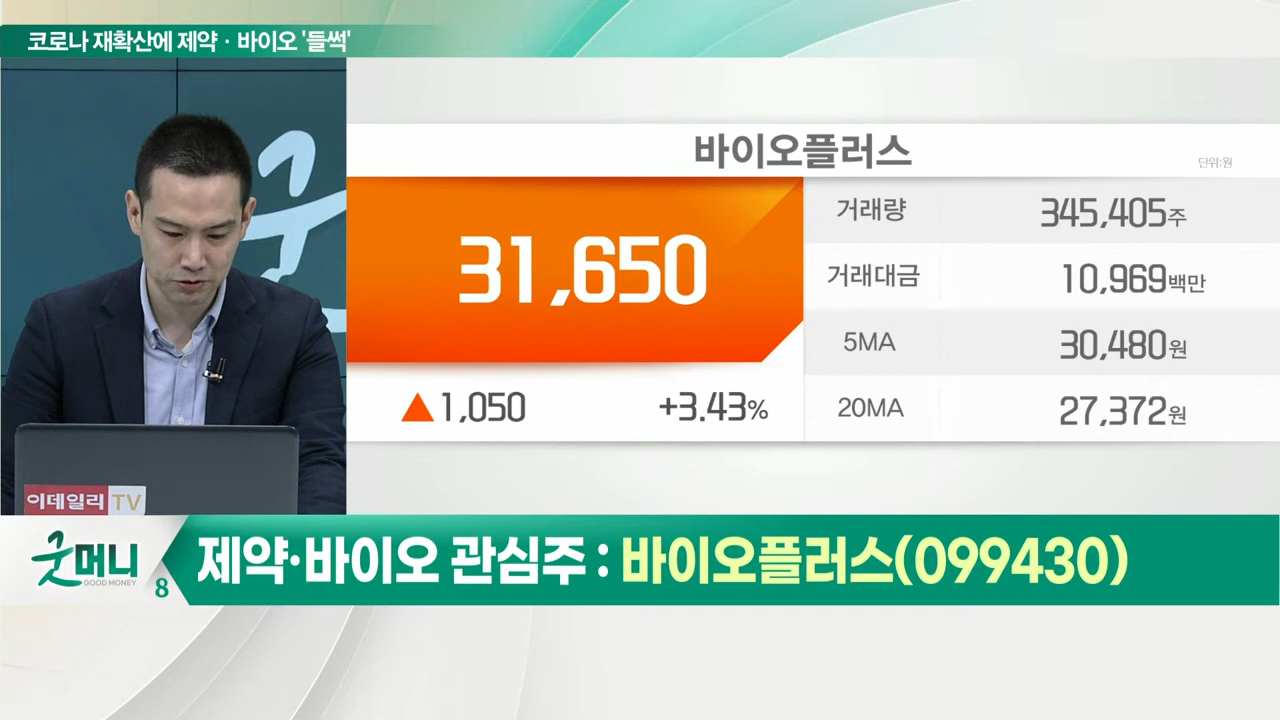 코로나 재확산에 제약 · 바이오 '들썩'
바이오플러스
단위:원
31,650
▲1,050 +3.43%
거래량 345,405주
거래대금 10,969백만
5MA 30,480원
20MA 27,372원
이데일리TV
굿머니
GOOD MONEY
8
제약·바이오 관심주 : 바이오플러스(099430)